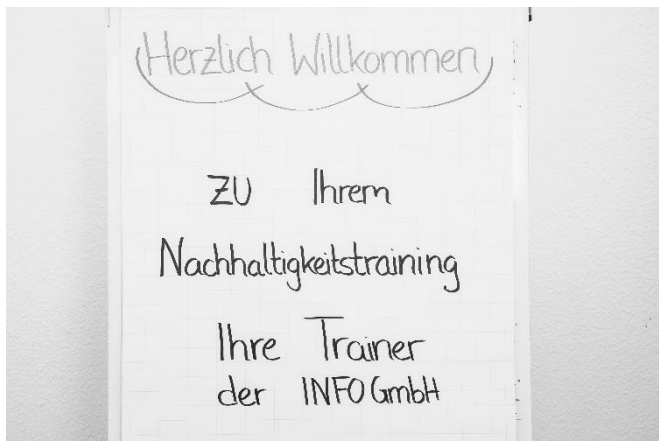 Herzlich Willkommen
zu Ihrem
Nachhaltigkeitstraining
Ihre Trainer
der INFO GmbH